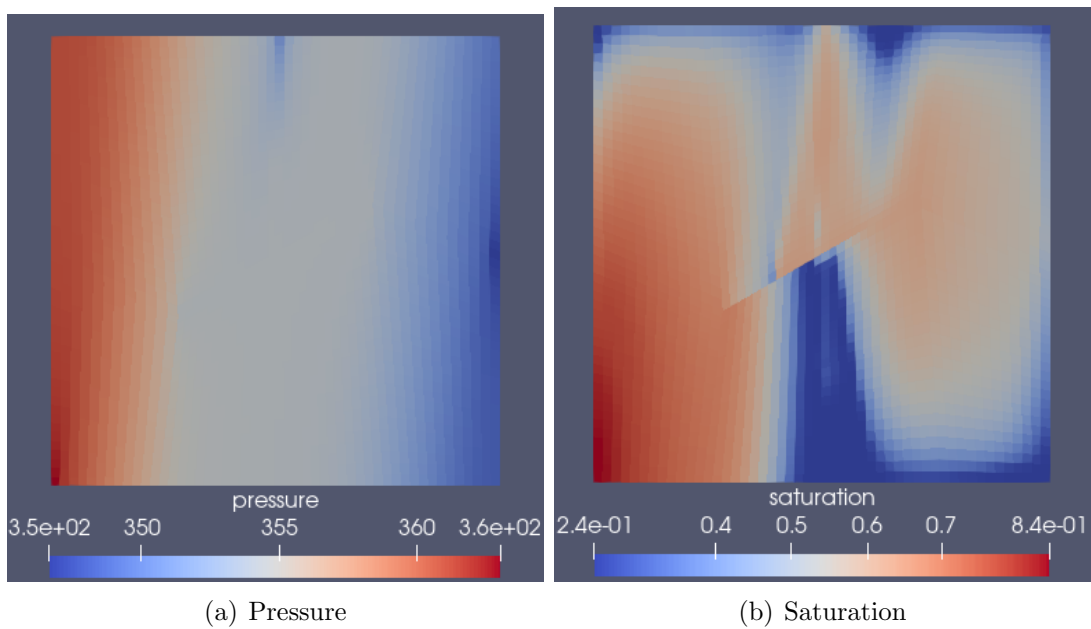 pressure
3.5e+02 350 355 360 3.6e+02
saturation
2.4e-01 0.4 0.5 0.6 0.7 8.4e-01
(a) Pressure
(b) Saturation